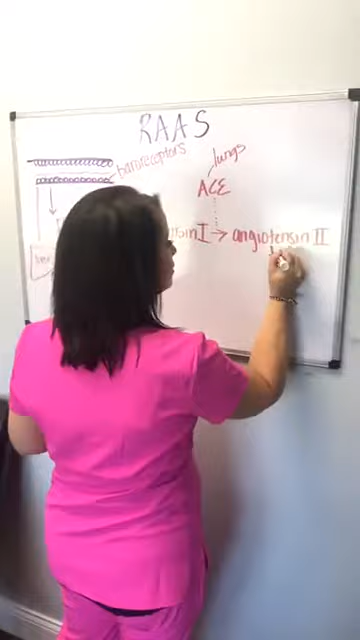 RAAS
baroreceptors
lungs
ACE
I → angiotensin II